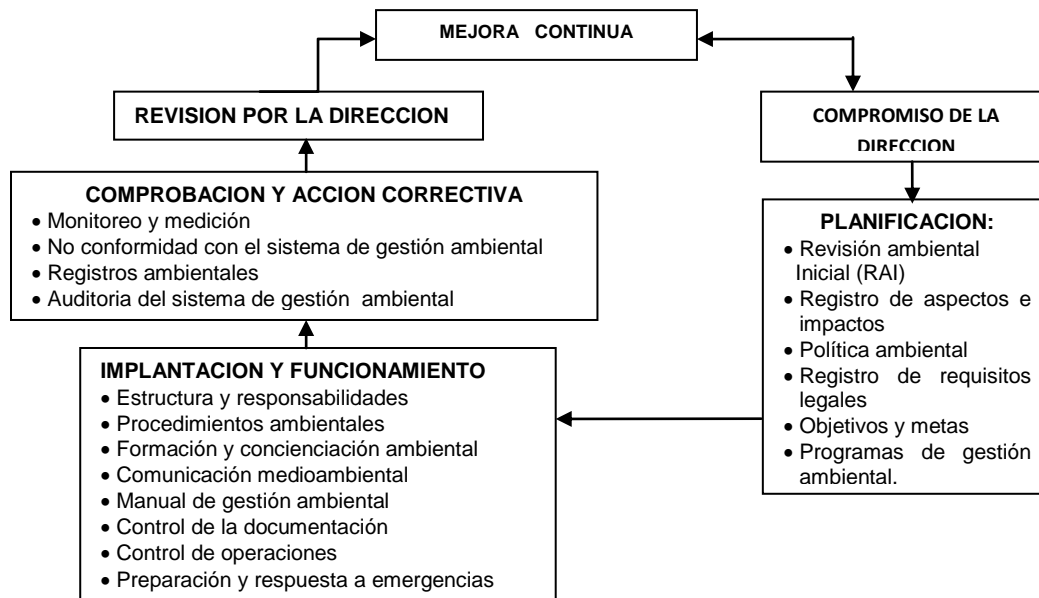 MEJORA CONTINUA
REVISION POR LA DIRECCION
COMPROMISO DE LA
DIRECCION
COMPROBACION Y ACCION CORRECTIVA
• Monitoreo y medición
• No conformidad con el sistema de gestión ambiental
• Registros ambientales
• Auditoria del sistema de gestión ambiental
PLANIFICACION:
• Revisión ambiental
Inicial (RAI)
• Registro de aspectos e
impactos
• Política ambiental
• Registro de requisitos
legales
• Objetivos y metas
• Programas de gestión
ambiental.
IMPLANTACION Y FUNCIONAMIENTO
• Estructura y responsabilidades
• Procedimientos ambientales
• Formación y concienciación ambiental
• Comunicación medioambiental
• Manual de gestión ambiental
• Control de la documentación
• Control de operaciones
• Preparación y respuesta a emergencias